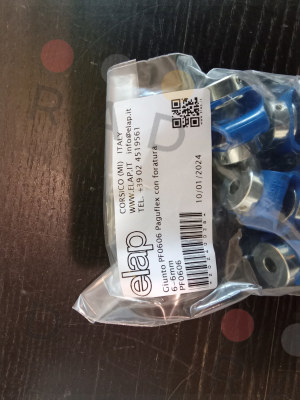 CORSICO (MI) ITALY
WWW.ELAP.IT info@elap.it
TEL. +39 02 4519561
elap
10/01/2024
Giunto PF0606 Paguflex con foratura
6-6mm
PF0606